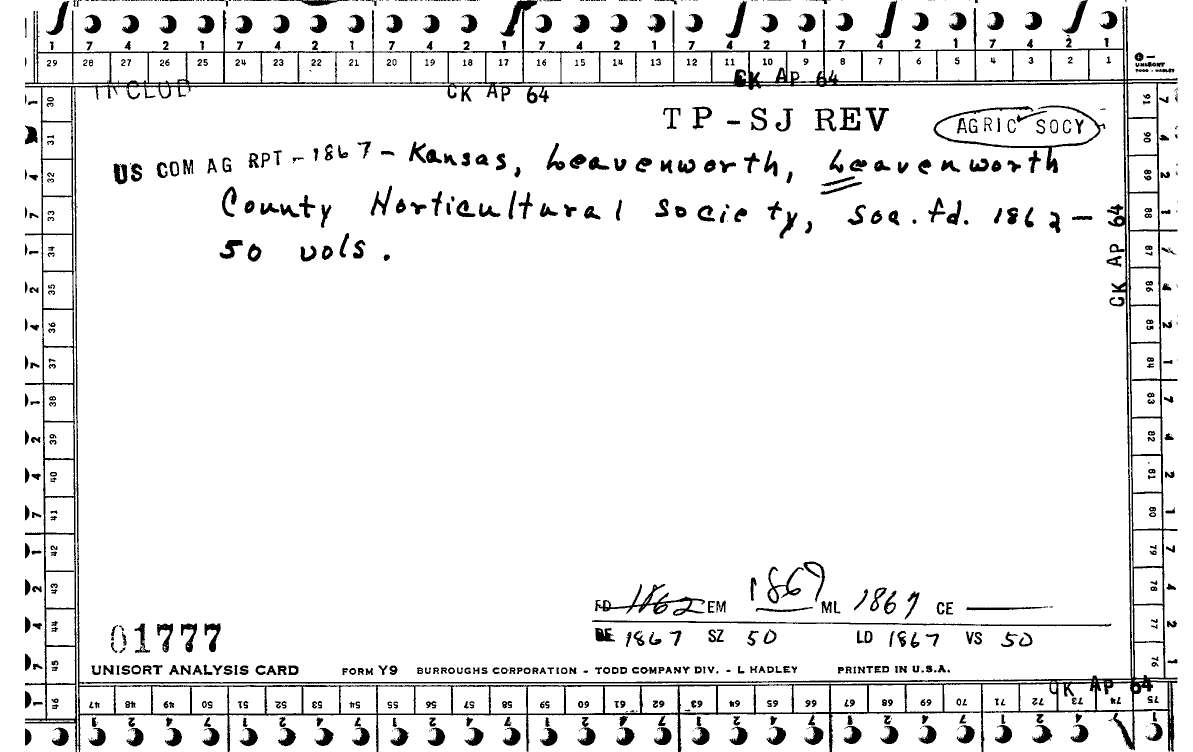 7 4 2 1 7 4 2 1 7 4 2 1 7 4 2 1 7 4 2 1 7 4 2 1 7 4 2 1
29 28 27 26 25 24 23 22 21 20 19 18 17 16 15 14 13 12 11 10 9 8 7 6 5 4 3 2 1
UNISORT
TODD - HADLEY
INCLUD CK AP 64 CK AP 64
TP-SJ REV AGRIC SOCY
US COM AG RPT - 1867 - Kansas, Leavenworth, Leavenworth
County Horticultural Society, Soc. fd. 1862 -
50 vols.
CK AP 64
30
31
32
33
34
35
36
37
38
39
40
41
42
43
44
45
46
91
90
89
88
87
86
85
84
83
82
81
80
79
78
77
76
75
FD 1862 EM 1867 ML 1867 CE
BE 1867 SZ 50 LD 1867 VS 50
01777
UNISORT ANALYSIS CARD FORM Y9 BURROUGHS CORPORATION - TODD COMPANY DIV. - L HADLEY PRINTED IN U.S.A.
CK AP 64
47 48 49 50 51 52 53 54 55 56 57 58 59 60 61 62 63 64 65 66 67 68 69 70 71 72 73 74